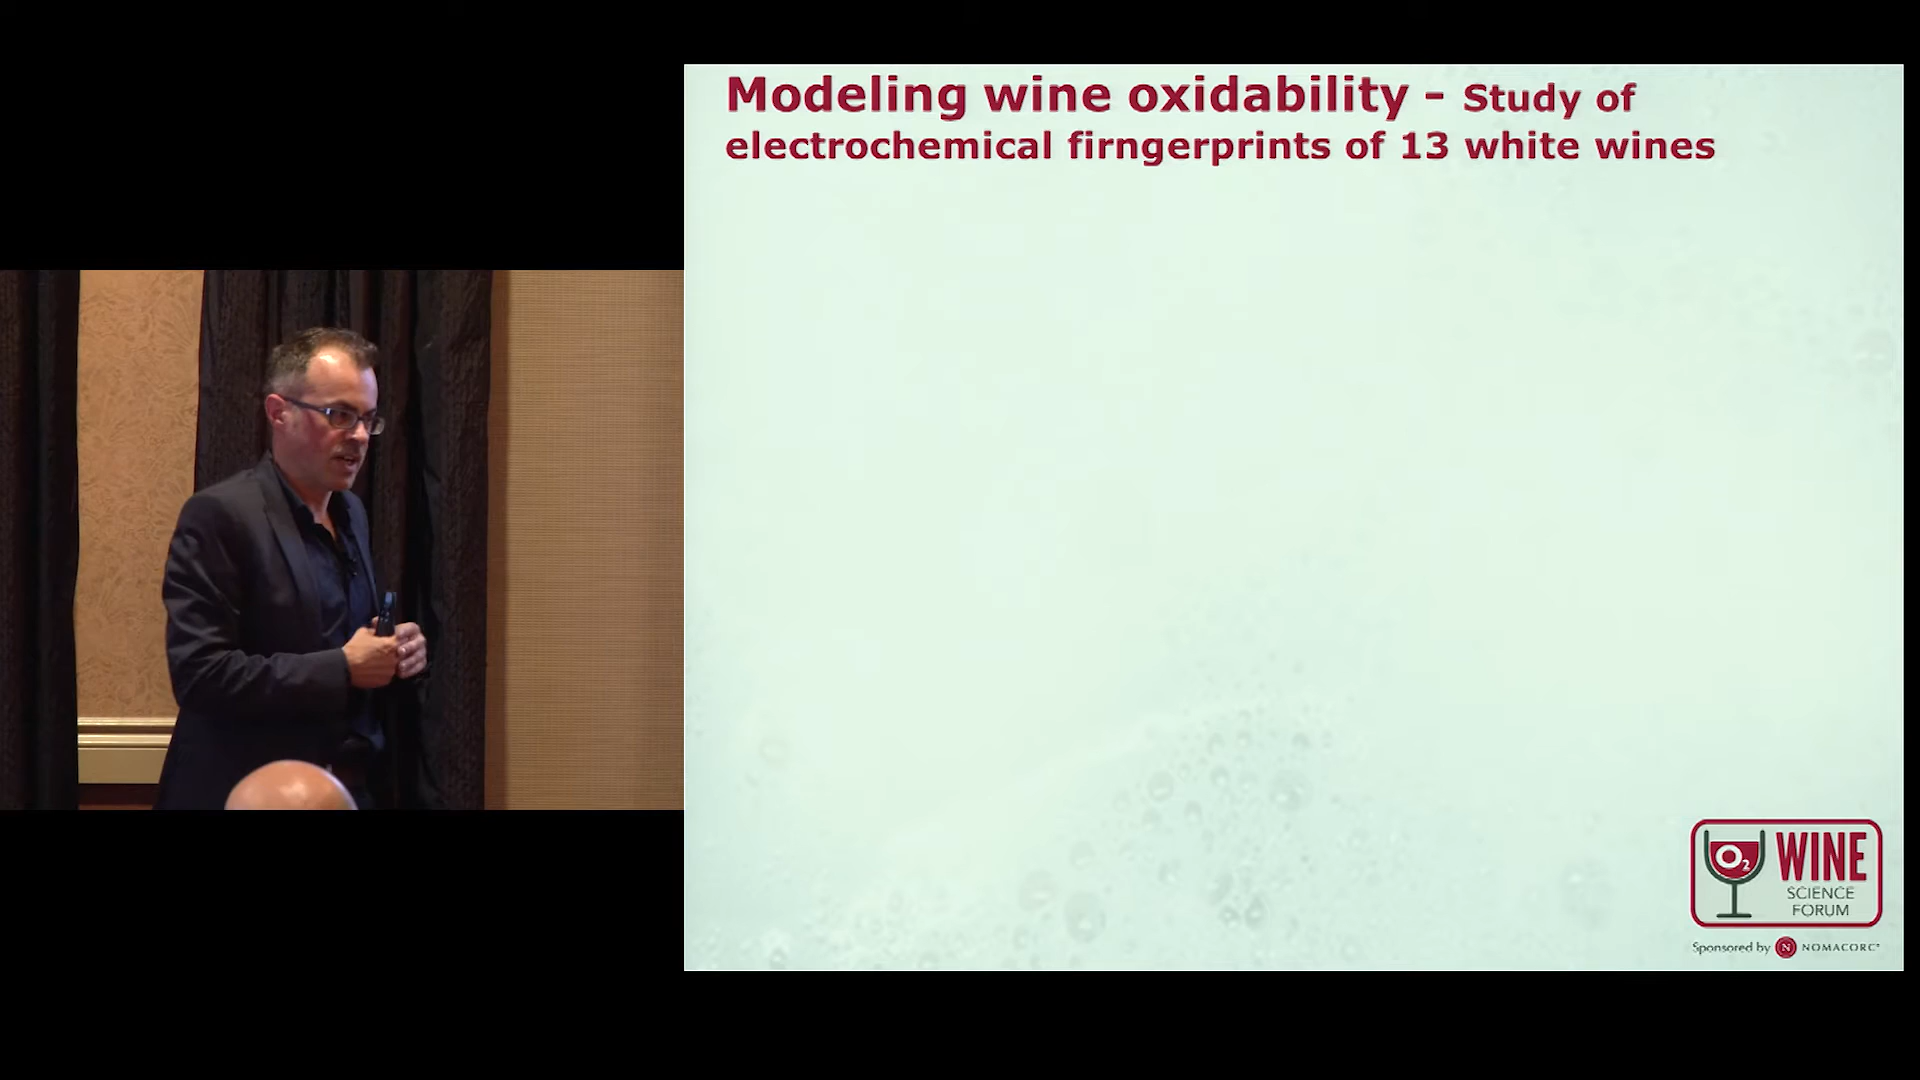 Modeling wine oxidability - Study of
electrochemical firngerprints of 13 white wines
O2 WINE
SCIENCE
FORUM
Sponsored by N NOMACORC